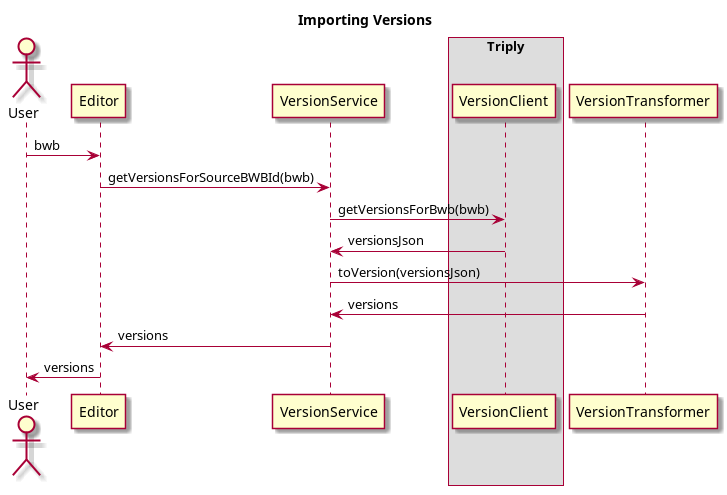 Importing Versions
Triply
User
Editor
VersionService
VersionClient
VersionTransformer
bwb
getVersionsForSourceBWBId(bwb)
getVersionsForBwb(bwb)
versionsJson
toVersion(versionsJson)
versions
versions
versions
User
Editor
VersionService
VersionClient
VersionTransformer